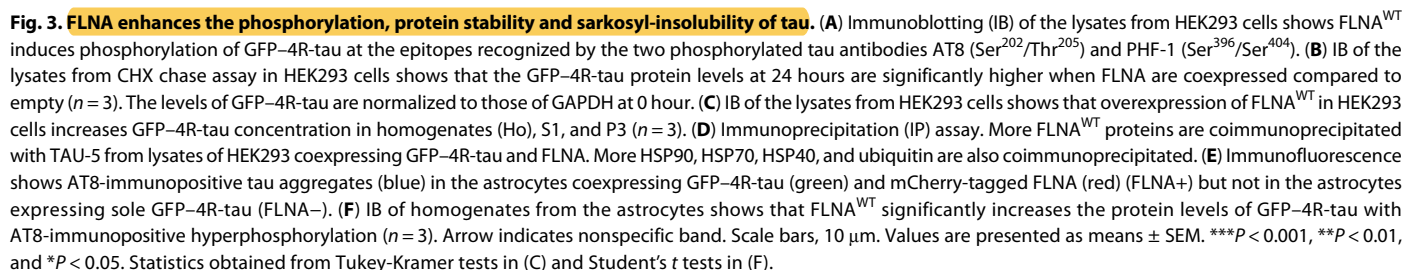 Fig. 3. FLNA enhances the phosphorylation, protein stability and sarkosyl-insolubility of tau. (A) Immunoblotting (IB) of the lysates from HEK293 cells shows FLNA^WT
induces phosphorylation of GFP–4R-tau at the epitopes recognized by the two phosphorylated tau antibodies AT8 (Ser^202/Thr^205) and PHF-1 (Ser^396/Ser^404). (B) IB of the
lysates from CHX chase assay in HEK293 cells shows that the GFP–4R-tau protein levels at 24 hours are significantly higher when FLNA are coexpressed compared to
empty (n = 3). The levels of GFP–4R-tau are normalized to those of GAPDH at 0 hour. (C) IB of the lysates from HEK293 cells shows that overexpression of FLNA^WT in HEK293
cells increases GFP–4R-tau concentration in homogenates (Ho), S1, and P3 (n = 3). (D) Immunoprecipitation (IP) assay. More FLNA^WT proteins are coimmunoprecipitated
with TAU-5 from lysates of HEK293 coexpressing GFP–4R-tau and FLNA. More HSP90, HSP70, HSP40, and ubiquitin are also coimmunoprecipitated. (E) Immunofluorescence
shows AT8-immunopositive tau aggregates (blue) in the astrocytes coexpressing GFP–4R-tau (green) and mCherry-tagged FLNA (red) (FLNA+) but not in the astrocytes
expressing sole GFP–4R-tau (FLNA−). (F) IB of homogenates from the astrocytes shows that FLNA^WT significantly increases the protein levels of GFP–4R-tau with
AT8-immunopositive hyperphosphorylation (n = 3). Arrow indicates nonspecific band. Scale bars, 10 μm. Values are presented as means ± SEM. ***P < 0.001, **P < 0.01,
and *P < 0.05. Statistics obtained from Tukey-Kramer tests in (C) and Student's t tests in (F).